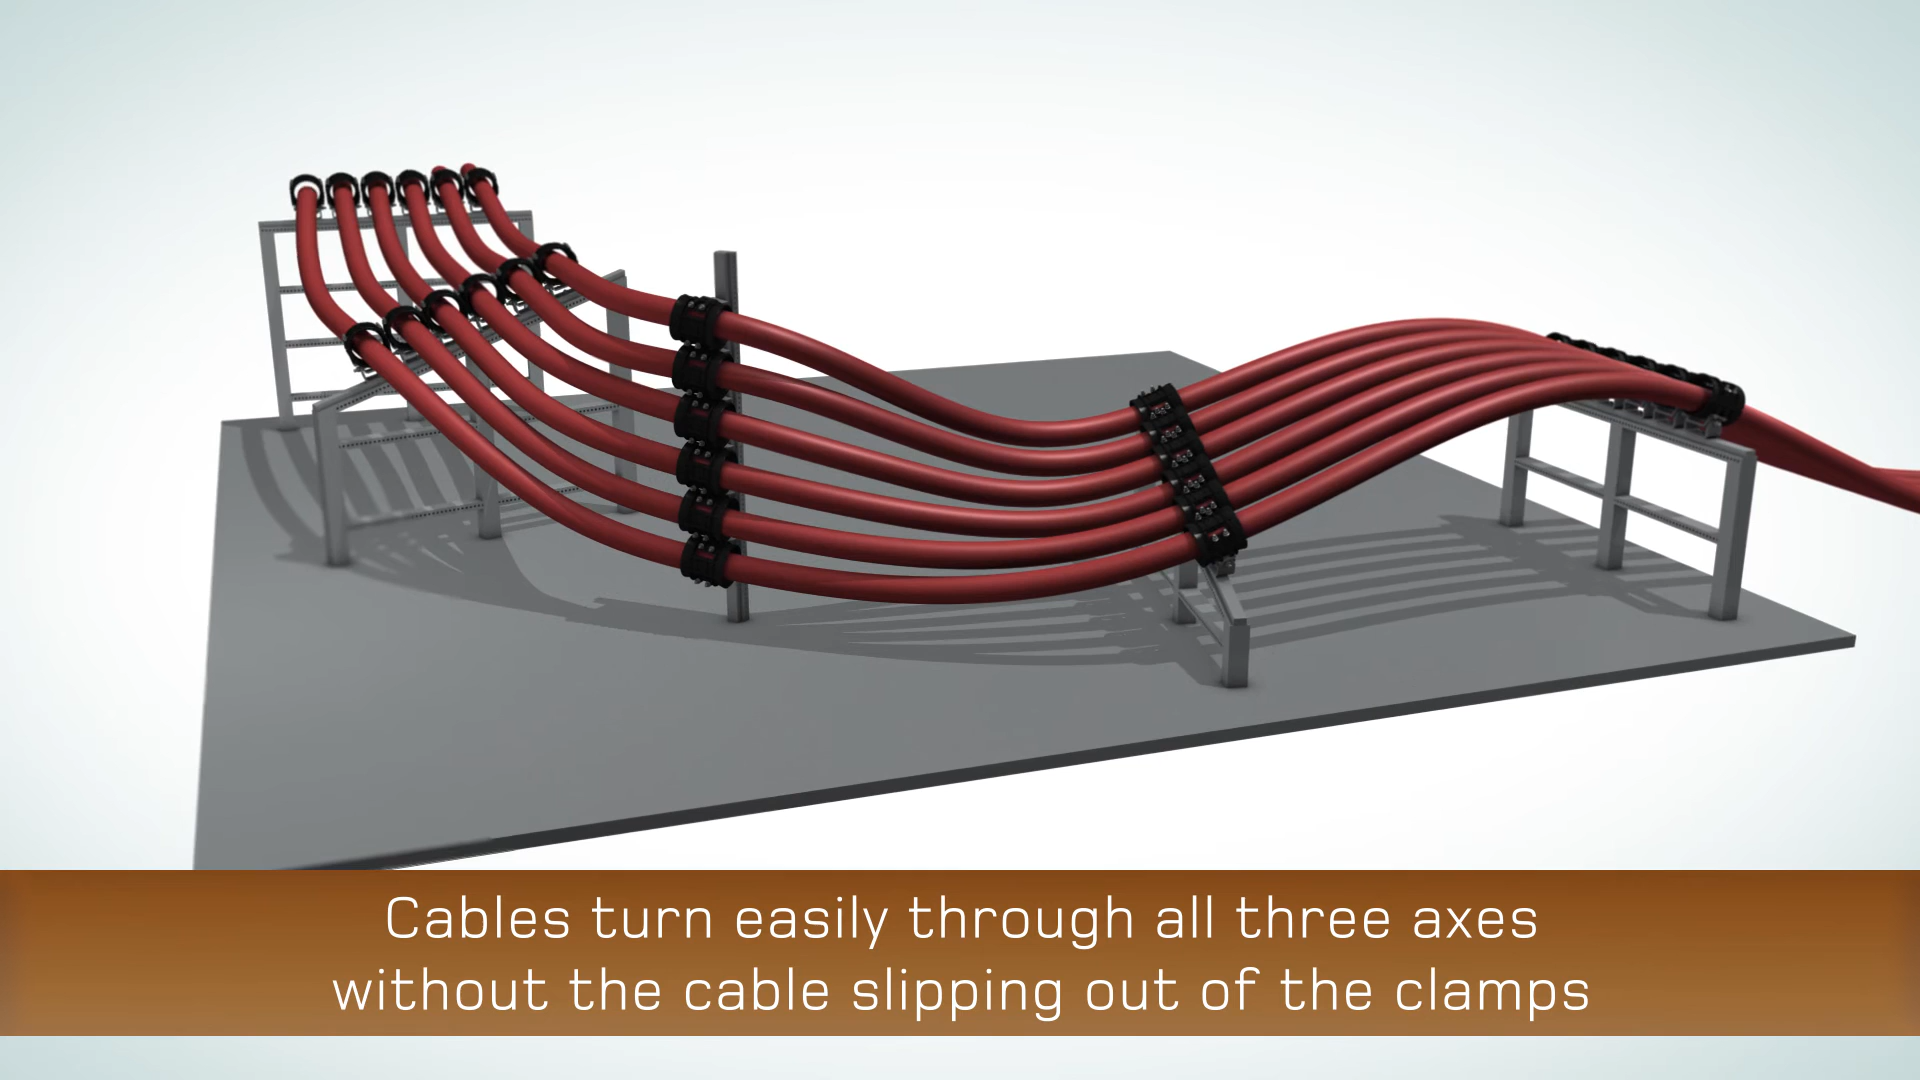 Cables turn easily through all three axes
without the cable slipping out of the clamps